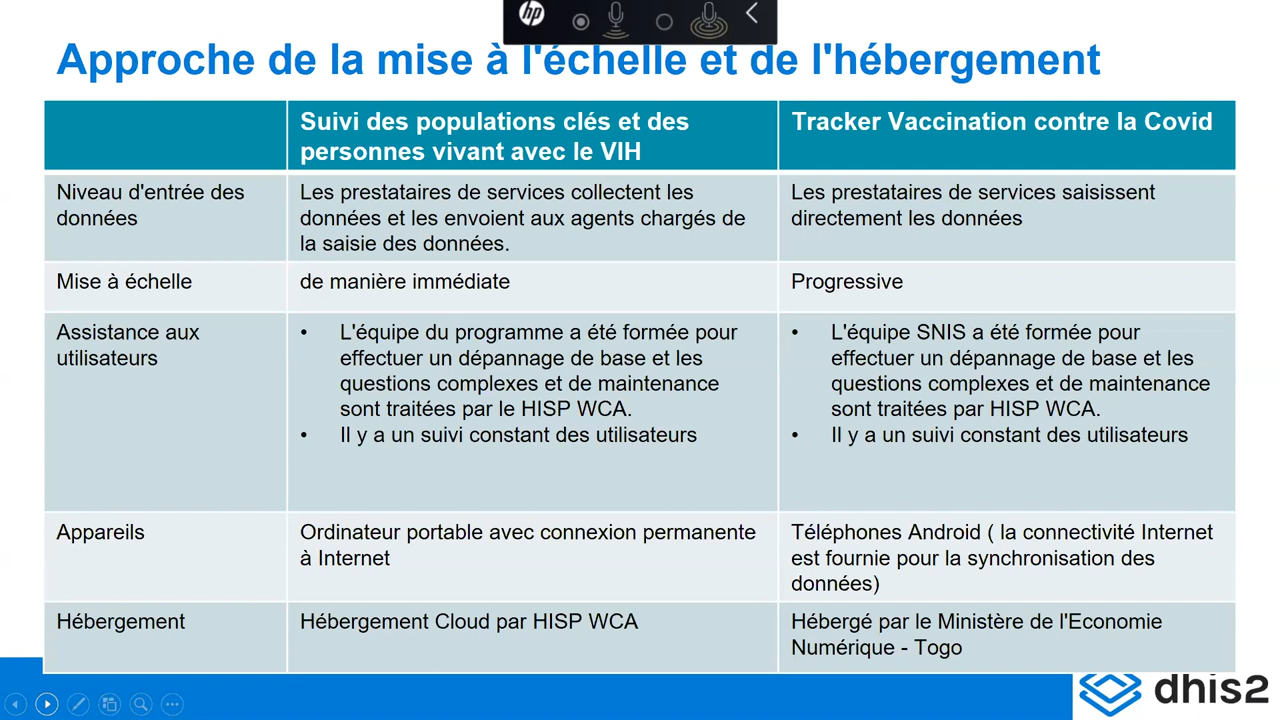 hp
Approche de la mise à l'échelle et de l'hébergement
Suivi des populations clés et des
personnes vivant avec le VIH
Tracker Vaccination contre la Covid
Niveau d'entrée des
données
Les prestataires de services collectent les
données et les envoient aux agents chargés de
la saisie des données.
Les prestataires de services saisissent
directement les données
Mise à échelle
de manière immédiate
Progressive
Assistance aux
utilisateurs
• L'équipe du programme a été formée pour
effectuer un dépannage de base et les
questions complexes et de maintenance
sont traitées par le HISP WCA.
• Il y a un suivi constant des utilisateurs
• L'équipe SNIS a été formée pour
effectuer un dépannage de base et les
questions complexes et de maintenance
sont traitées par HISP WCA.
• Il y a un suivi constant des utilisateurs
Appareils
Ordinateur portable avec connexion permanente
à Internet
Téléphones Android ( la connectivité Internet
est fournie pour la synchronisation des
données)
Hébergement
Hébergement Cloud par HISP WCA
Hébergé par le Ministère de l'Economie
Numérique - Togo
dhis2